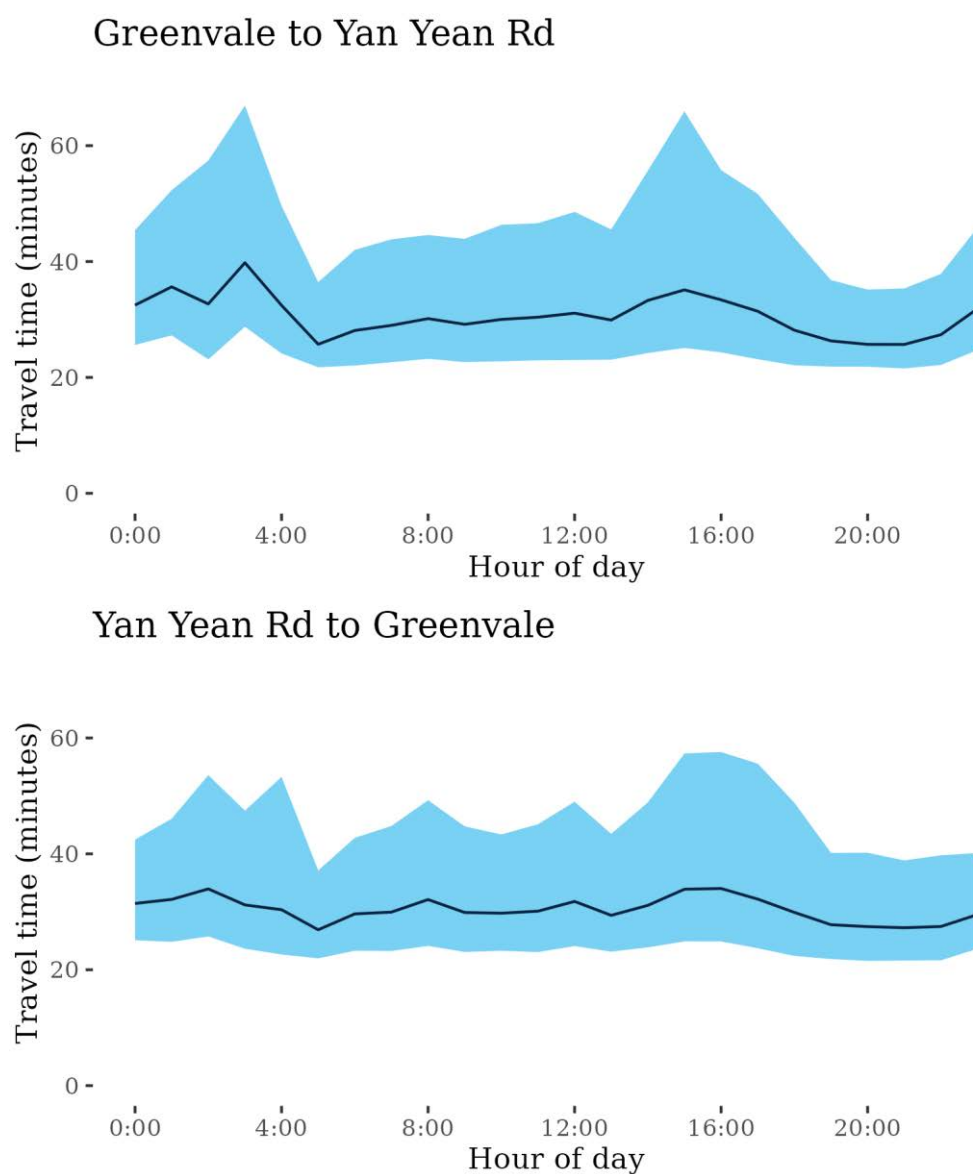 Greenvale to Yan Yean Rd
Travel time (minutes)
60
40
20
0
0:00 4:00 8:00 12:00 16:00 20:00
Hour of day
Yan Yean Rd to Greenvale
Travel time (minutes)
60
40
20
0
0:00 4:00 8:00 12:00 16:00 20:00
Hour of day